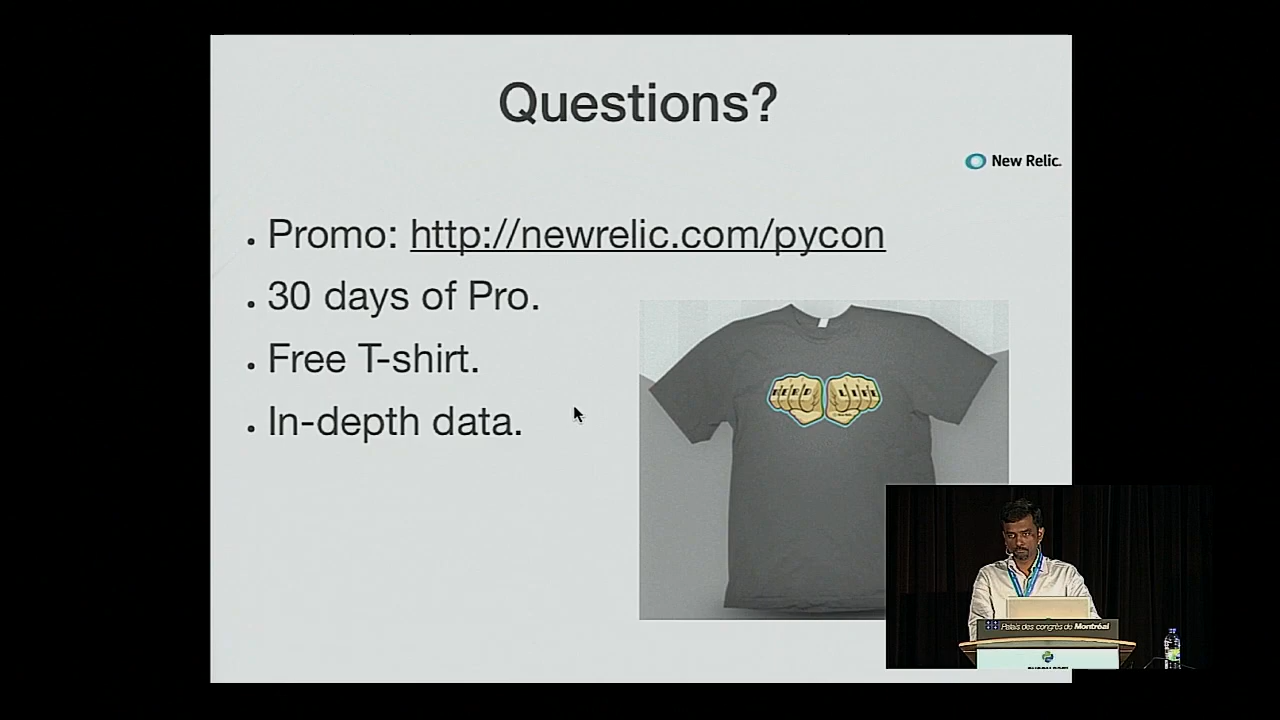 Questions?
New Relic.
Promo: http://newrelic.com/pycon
30 days of Pro.
Free T-shirt.
In-depth data.
Palais des congrès de Montréal